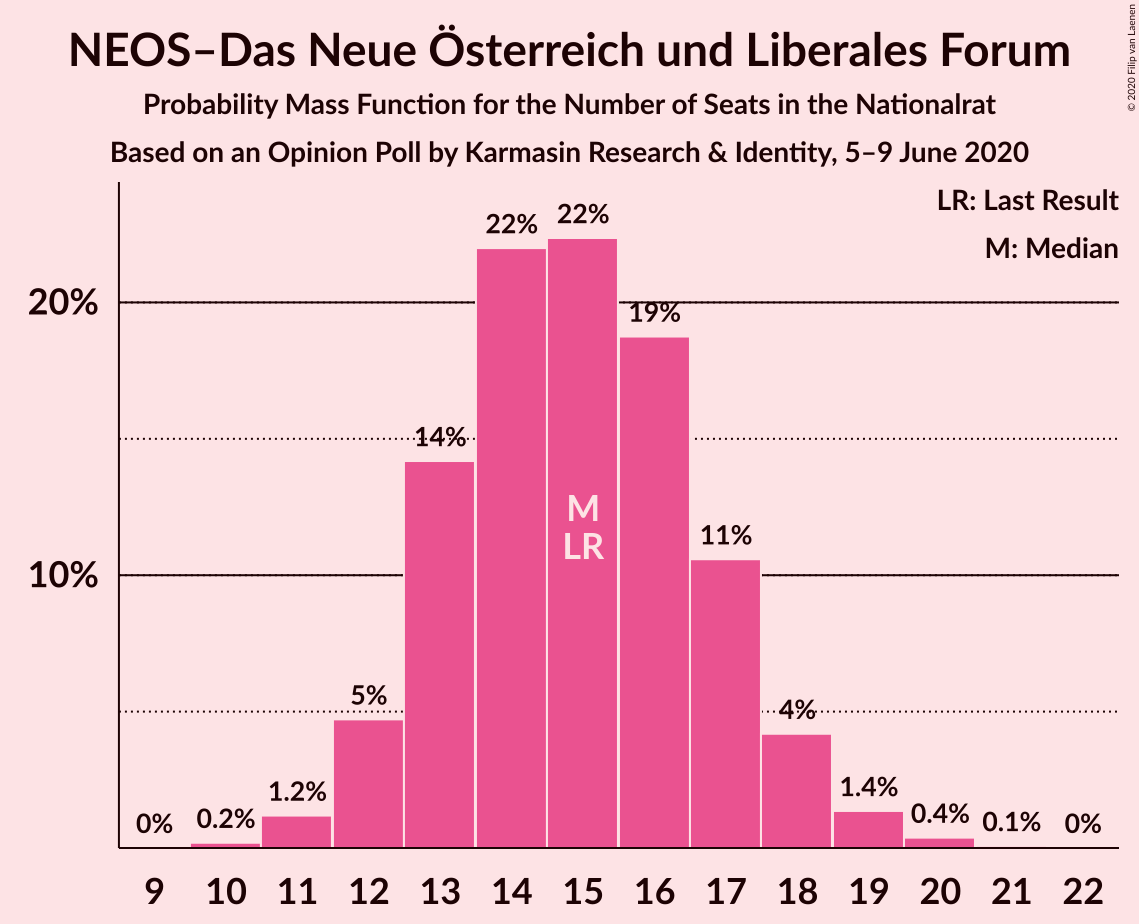 NEOS–Das Neue Österreich und Liberales Forum
Probability Mass Function for the Number of Seats in the Nationalrat
Based on an Opinion Poll by Karmasin Research & Identity, 5–9 June 2020
© 2020 Filip van Laenen
LR: Last Result
M: Median
20%
10%
0%
0.2%
1.2%
5%
14%
22%
22%
19%
11%
4%
1.4%
0.4%
0.1%
0%
M
LR
9 10 11 12 13 14 15 16 17 18 19 20 21 22